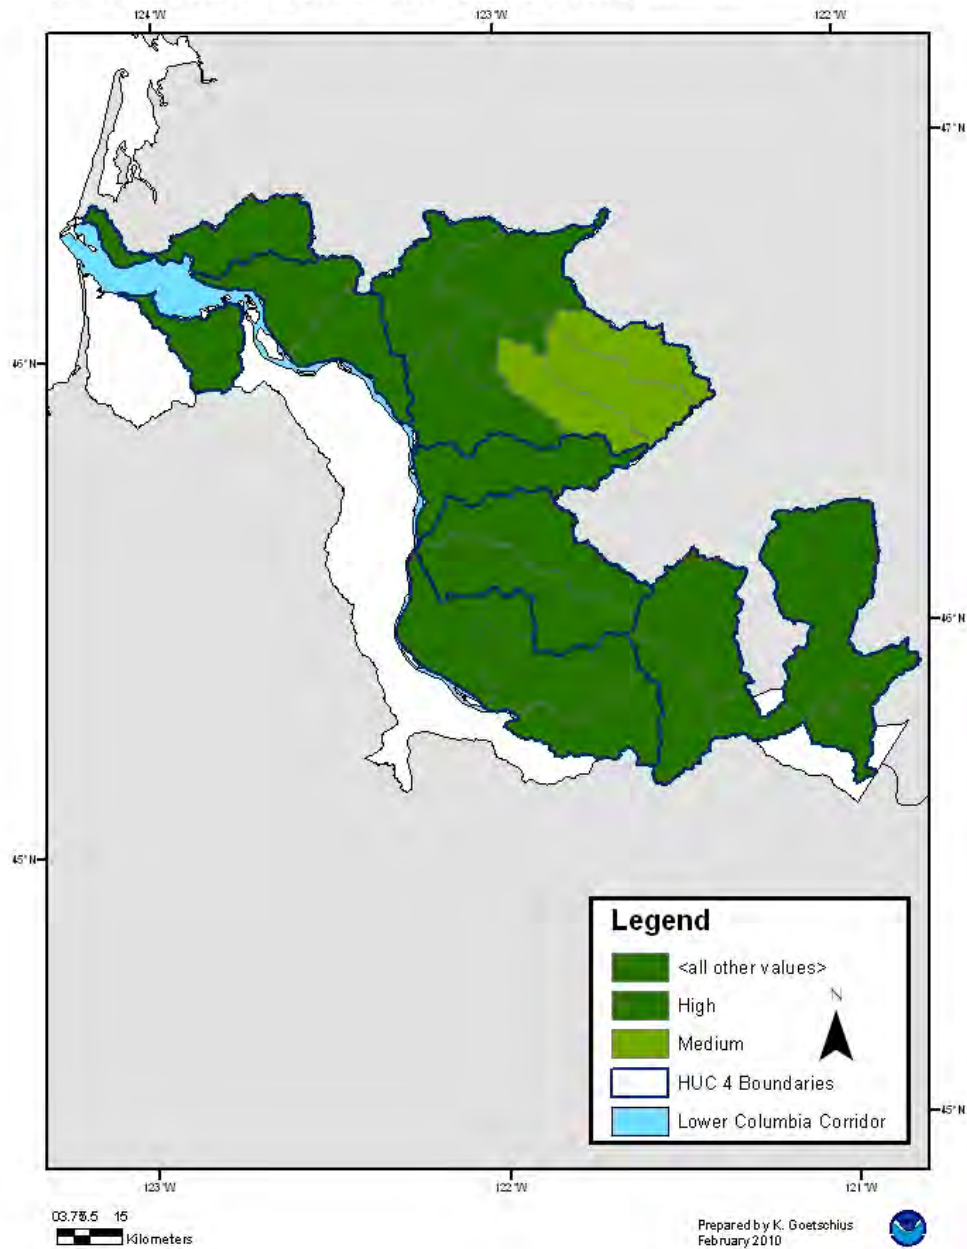 124°W 123°W 122°W
47°N
46°N
46°N
45°N
45°N
Legend
<all other values>
High
N
Medium
HUC 4 Boundaries
Lower Columbia Corridor
123°W 122°W 121°W
15
Kilometers
Prepared by K. Goetschius
February 2010